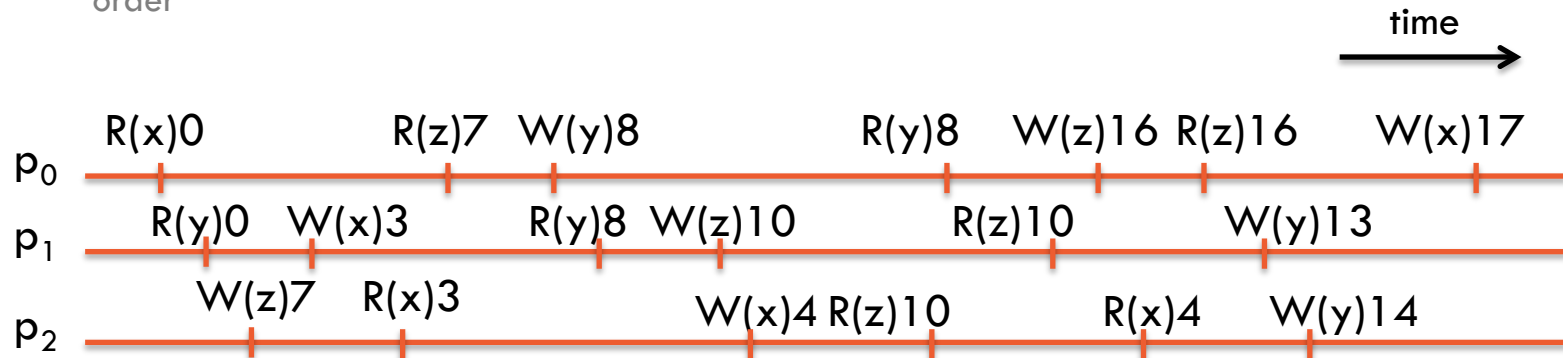 order
time
R(x)0 R(z)7 W(y)8 R(y)8 W(z)16 R(z)16 W(x)17
p₀
R(y)0 W(x)3 R(y)8 W(z)10 R(z)10 W(y)13
p₁
W(z)7 R(x)3 W(x)4 R(z)10 R(x)4 W(y)14
p₂